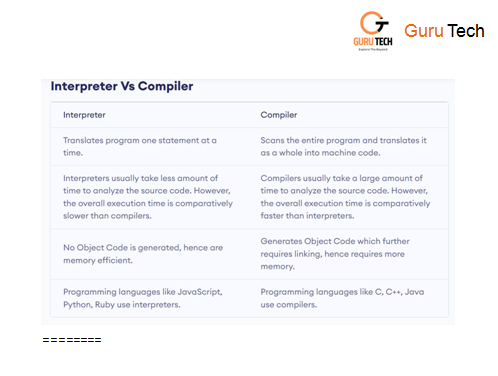 GURU TECH
Explore The Beyond
Guru Tech
Interpreter Vs Compiler
Interpreter
Compiler
Translates program one statement at a
time.
Scans the entire program and translates it
as a whole into machine code.
Interpreters usually take less amount of
time to analyze the source code. However,
the overall execution time is comparatively
slower than compilers.
Compilers usually take a large amount of
time to analyze the source code. However,
the overall execution time is comparatively
faster than interpreters.
No Object Code is generated, hence are
memory efficient.
Generates Object Code which further
requires linking, hence requires more
memory.
Programming languages like JavaScript,
Python, Ruby use interpreters.
Programming languages like C, C++, Java
use compilers.
========